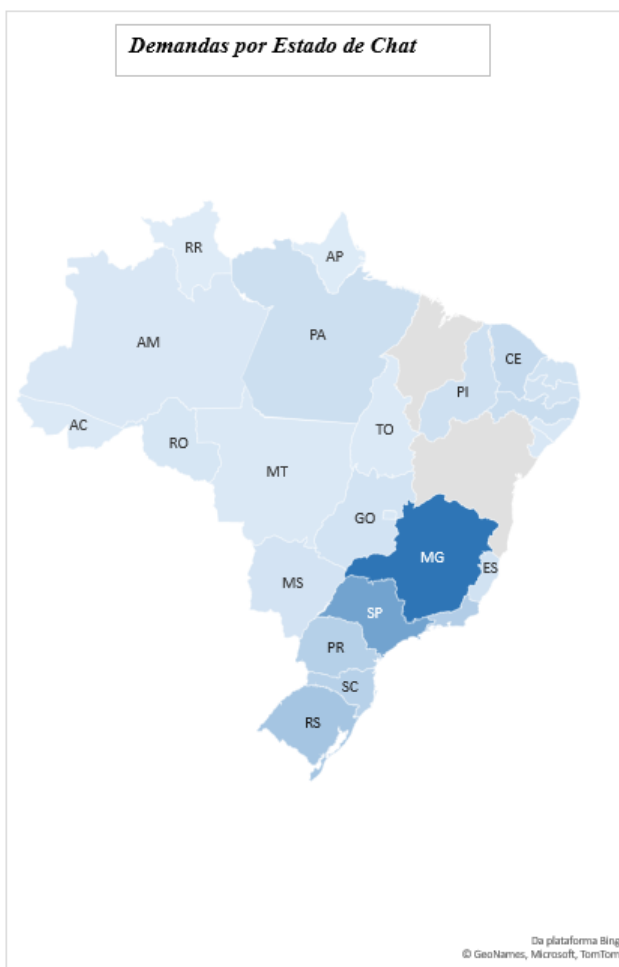 Demandas por Estado de Chat
RR
AP
AM
PA
CE
PI
AC
RO
TO
MT
GO
MG
ES
MS
SP
PR
SC
RS
Da plataforma Bing
© GeoNames, Microsoft, TomTom